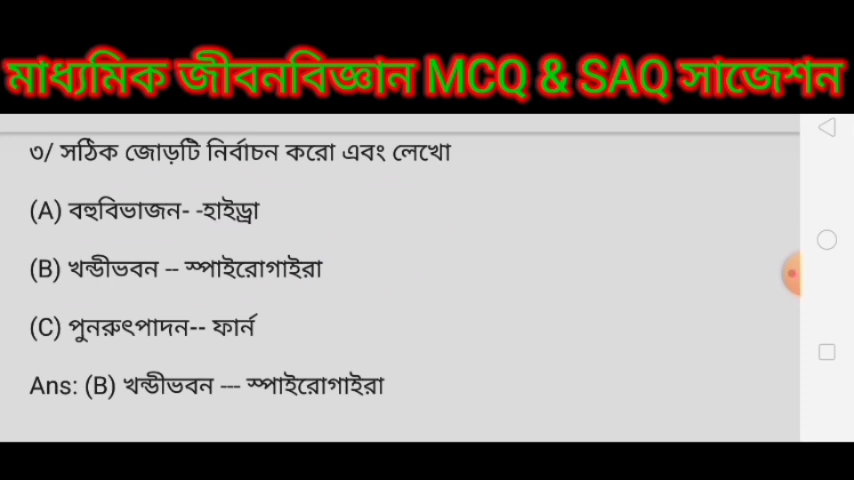 মাধ্যমিক জীবনবিজ্ঞান MCQ & SAQ সাজেশন
৩/ সঠিক জোড়টি নির্বাচন করো এবং লেখো
(A) বহুবিভাজন- -হাইড্রা
(B) খন্ডীভবন -- স্পাইরোগাইরা
(C) পুনরুৎপাদন-- ফার্ন
Ans: (B) খন্ডীভবন --- স্পাইরোগাইরা